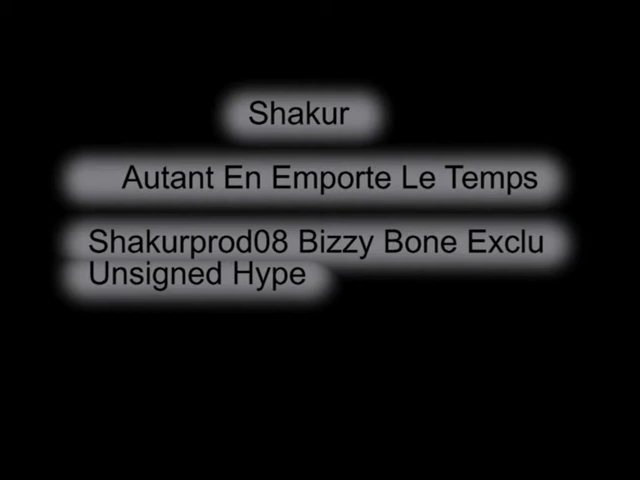 Shakur
Autant En Emporte Le Temps
Shakurprod08 Bizzy Bone Exclu
Unsigned Hype